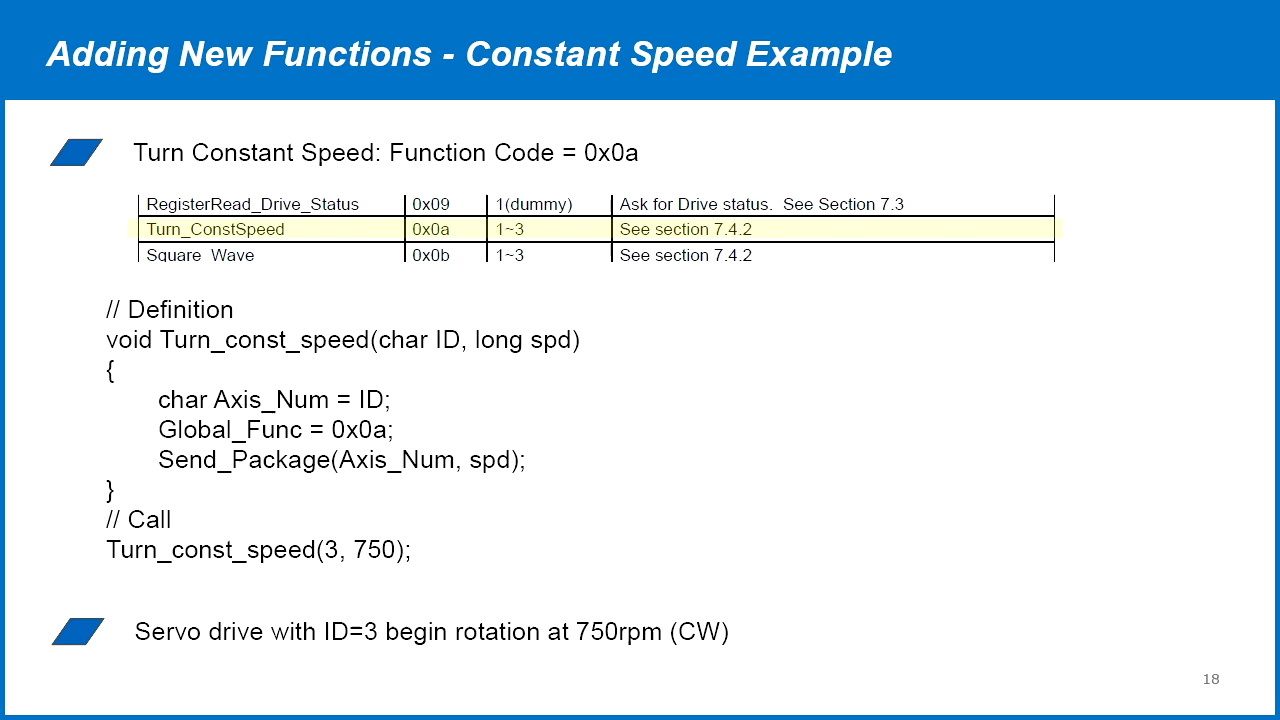 Adding New Functions - Constant Speed Example
Turn Constant Speed: Function Code = 0x0a
RegisterRead_Drive_Status 0x09 1(dummy) Ask for Drive status. See Section 7.3
Turn_ConstSpeed 0x0a 1~3 See section 7.4.2
Square_Wave 0x0b 1~3 See section 7.4.2
// Definition
void Turn_const_speed(char ID, long spd)
{
char Axis_Num = ID;
Global_Func = 0x0a;
Send_Package(Axis_Num, spd);
}
// Call
Turn_const_speed(3, 750);
Servo drive with ID=3 begin rotation at 750rpm (CW)
18